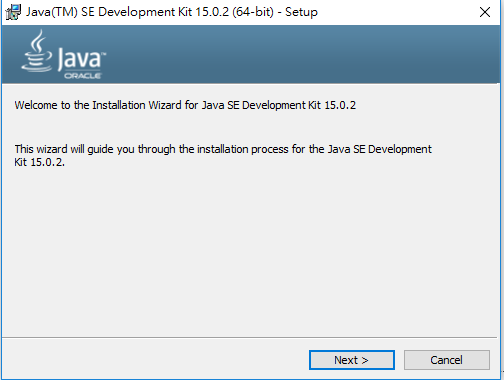 Java(TM) SE Development Kit 15.0.2 (64-bit) - Setup
Java™
ORACLE
Welcome to the Installation Wizard for Java SE Development Kit 15.0.2
This wizard will guide you through the installation process for the Java SE Development
Kit 15.0.2.
Next >
Cancel